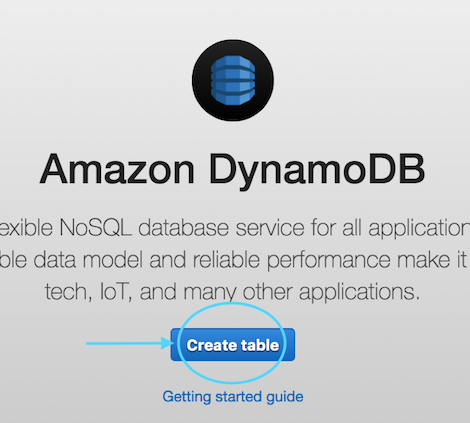 Amazon DynamoDB
exible NoSQL database service for all application
ble data model and reliable performance make it
tech, IoT, and many other applications.
Create table
Getting started guide